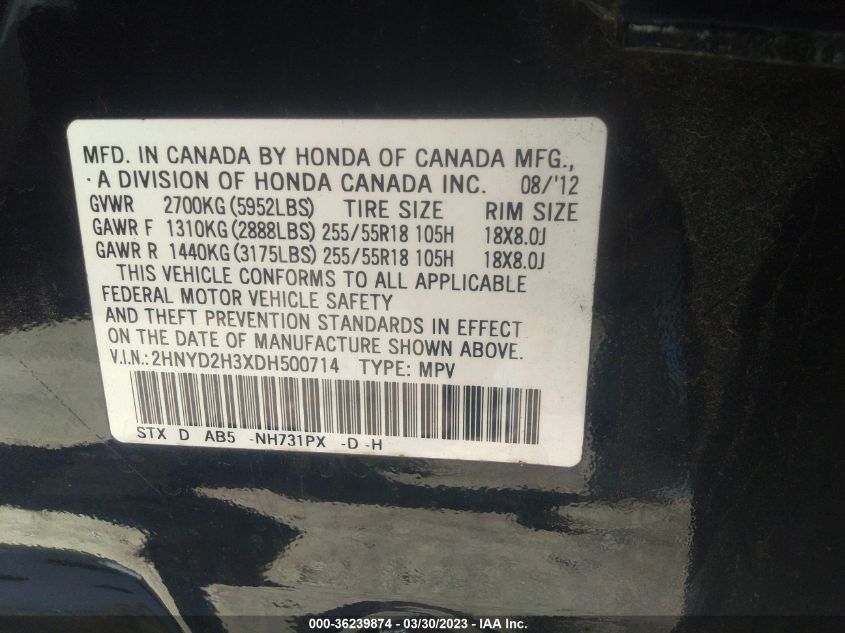 MFD. IN CANADA BY HONDA OF CANADA MFG.,
A DIVISION OF HONDA CANADA INC. 08/'12
GVWR 2700KG (5952LBS) TIRE SIZE RIM SIZE
GAWR F 1310KG (2888LBS) 255/55R18 105H 18X8.0J
GAWR R 1440KG (3175LBS) 255/55R18 105H 18X8.0J
THIS VEHICLE CONFORMS TO ALL APPLICABLE
FEDERAL MOTOR VEHICLE SAFETY
AND THEFT PREVENTION STANDARDS IN EFFECT
ON THE DATE OF MANUFACTURE SHOWN ABOVE.
V.I.N.: 2HNYD2H3XDH500714 TYPE: MPV
STX D AB5 -NH731PX -D -H
000-36239874 - 03/30/2023 - IAA Inc.